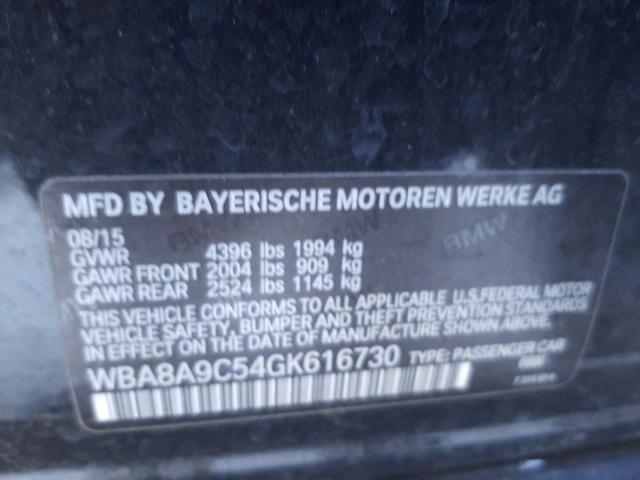 MFD BY BAYERISCHE MOTOREN WERKE AG
08/15
GVWR 4396 lbs 1994 kg
GAWR FRONT 2004 lbs 909 kg
GAWR REAR 2524 lbs 1145 kg
THIS VEHICLE CONFORMS TO ALL APPLICABLE U.S.FEDERAL MOTOR
VEHICLE SAFETY, BUMPER AND THEFT PREVENTION STANDARDS
IN EFFECT ON THE DATE OF MANUFACTURE SHOWN ABOVE.
WBA8A9C54GK616730 TYPE: PASSENGER CAR
BMW